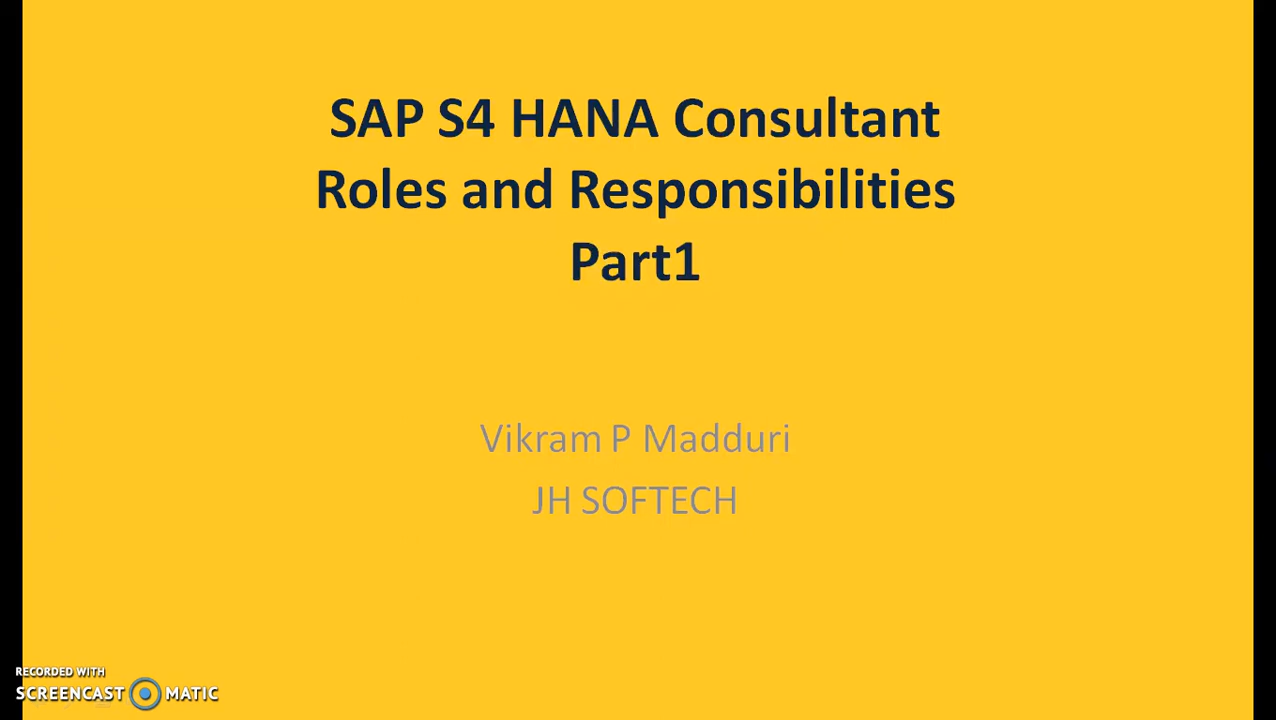 SAP S4 HANA Consultant
Roles and Responsibilities
Part1
Vikram P Madduri
JH SOFTECH
RECORDED WITH
SCREENCAST MATIC